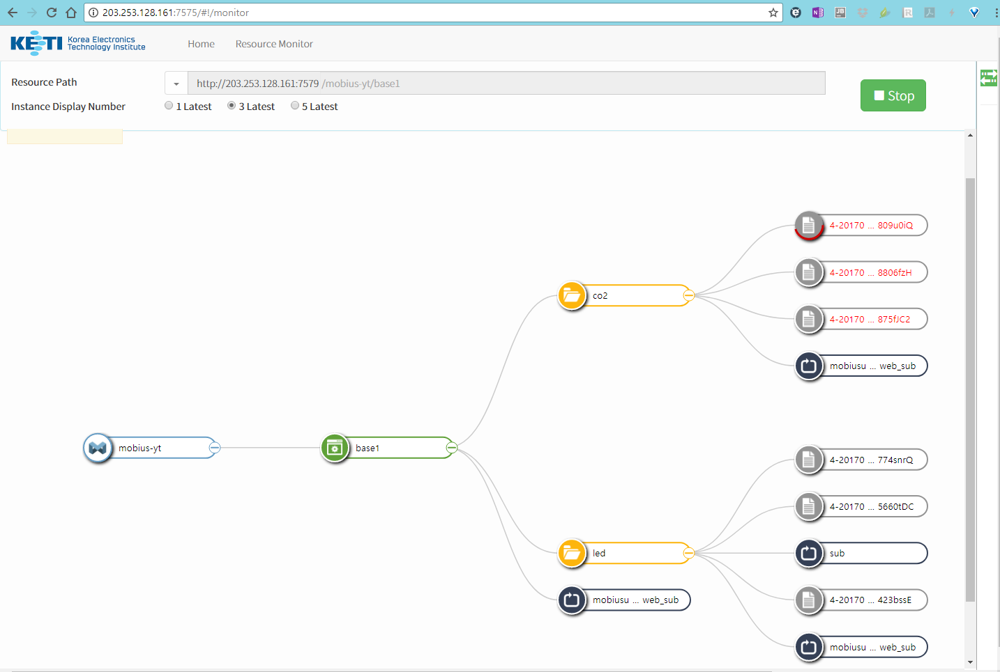 203.253.128.161:7575/#!/monitor
KETI Korea Electronics Technology Institute
Home
Resource Monitor
Resource Path
http://203.253.128.161:7579 /mobius-yt/base1
Stop
Instance Display Number
1 Latest
3 Latest
5 Latest
4-20170 ... 809u0iQ
4-20170 ... 8806fzH
co2
4-20170 ... 875fJC2
mobiusu ... web_sub
mobius-yt
base1
4-20170 ... 774snrQ
4-20170 ... 5660tDC
led
sub
mobiusu ... web_sub
4-20170 ... 423bssE
mobiusu ... web_sub